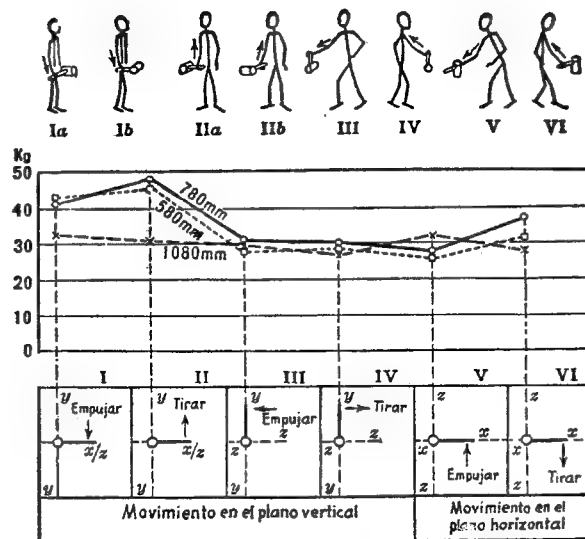 Ia Ib IIa IIb III IV V VI
Kg
50
40
30
20
10
0
780mm
580mm
1080mm
I II III IV V VI
y y y y z z
Empujar Tirar Empujar Tirar
x/z x/z z z z z x x x x
Empujar Tirar
y y y y z z
Movimiento en el plano vertical
Movimiento en el
plano horizontal